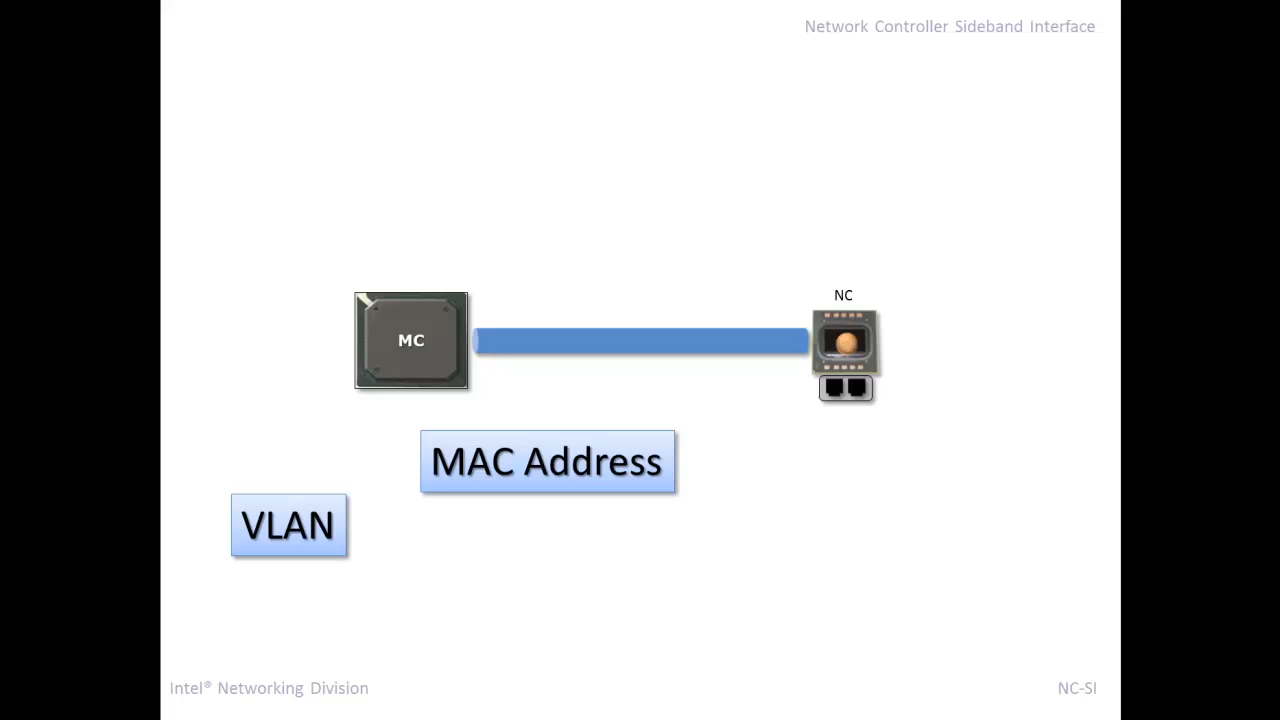 Network Controller Sideband Interface
NC
MC
MAC Address
VLAN
Intel® Networking Division
NC-SI